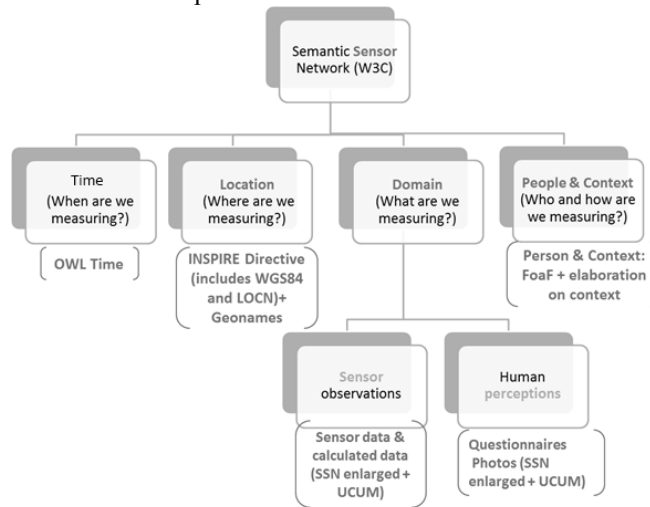 Semantic Sensor
Network (W3C)
Time
(When are we
measuring?)
OWL Time
Location
(Where are we
measuring?)
INSPIRE Directive
(includes WGS84
and LOCN)+
Geonames
Domain
(What are we
measuring?)
People & Context
(Who and how are
we measuring?)
Person & Context:
FoaF + elaboration
on context
Sensor
observations
Sensor data &
calculated data
(SSN enlarged +
UCUM)
Human
perceptions
Questionnaires
Photos (SSN
enlarged + UCUM)